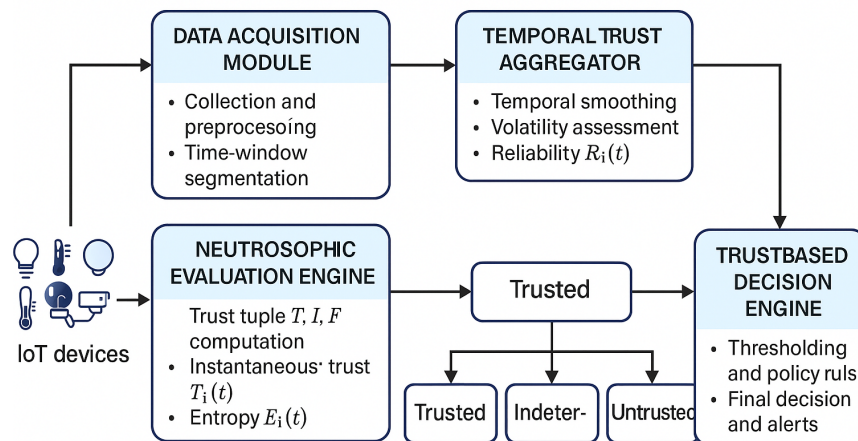 DATA ACQUISITION
MODULE
• Collection and
preprocesoíng
• Time-window
segmentation
TEMPORAL TRUST
AGGREGATOR
• Temporal smoothing
• Volatility assessment
• Reliability Rᵢ(t)
IoT devices
NEUTROSOPHIC
EVALUATION ENGINE
Trust tuple T, I, F
computation
• Instantaneous· trust
Tᵢ(t)
• Entropy Eᵢ(t)
Trusted
Trusted
Indeter-
Untrusted
TRUSTBASED
DECISION
ENGINE
• Thresholding
and policy ruls
• Final decision
and alerts